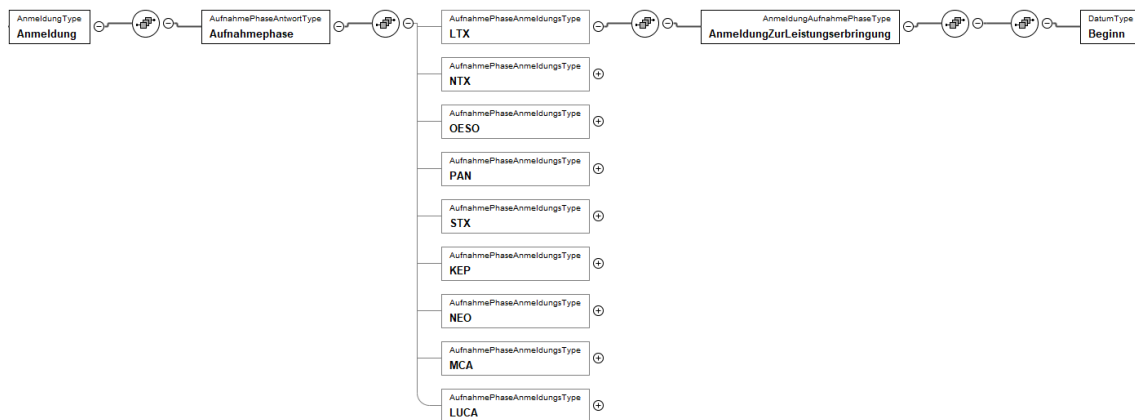 AnmeldungType
Anmeldung
AufnahmePhaseAntwortType
Aufnahmephase
AufnahmePhaseAnmeldungsType
LTX
AnmeldungAufnahmePhaseType
AnmeldungZurLeistungserbringung
DatumType
Beginn
AufnahmePhaseAnmeldungsType
NTX
AufnahmePhaseAnmeldungsType
OESO
AufnahmePhaseAnmeldungsType
PAN
AufnahmePhaseAnmeldungsType
STX
AufnahmePhaseAnmeldungsType
KEP
AufnahmePhaseAnmeldungsType
NEO
AufnahmePhaseAnmeldungsType
MCA
AufnahmePhaseAnmeldungsType
LUCA